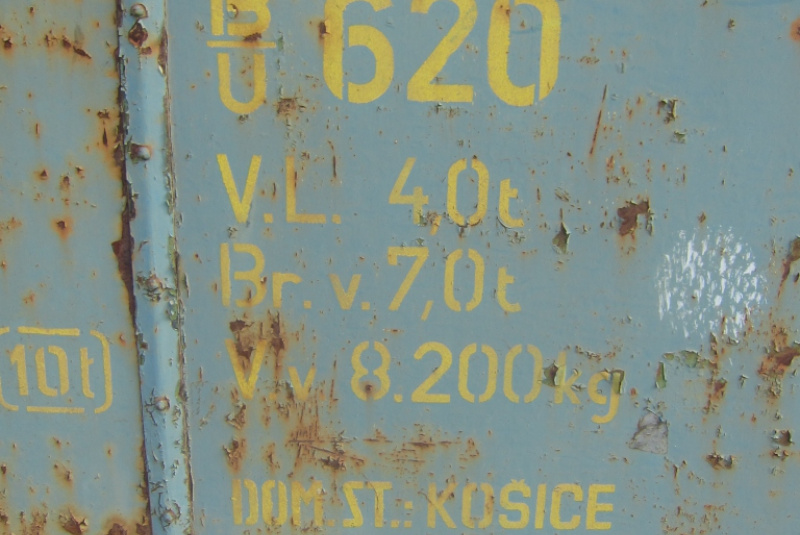 B/U 620
V.L. 4,0t
Br. v. 7,0t
V.v 8.200kg
10t
DOM.ST.: KOŠICE